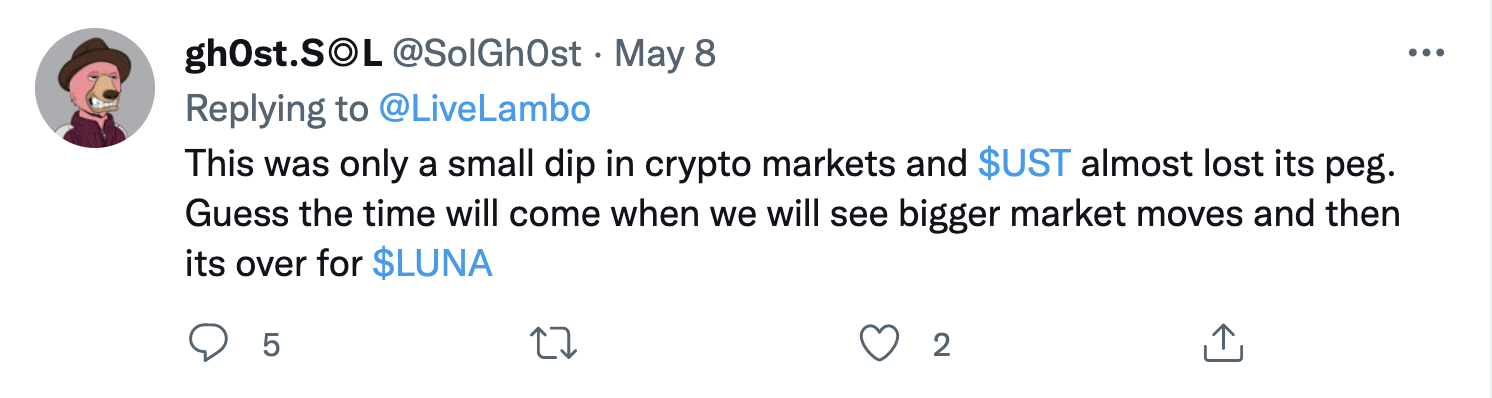 gh0st.S◎L @SolGh0st · May 8
Replying to @LiveLambo
This was only a small dip in crypto markets and $UST almost lost its peg.
Guess the time will come when we will see bigger market moves and then
its over for $LUNA
5 2